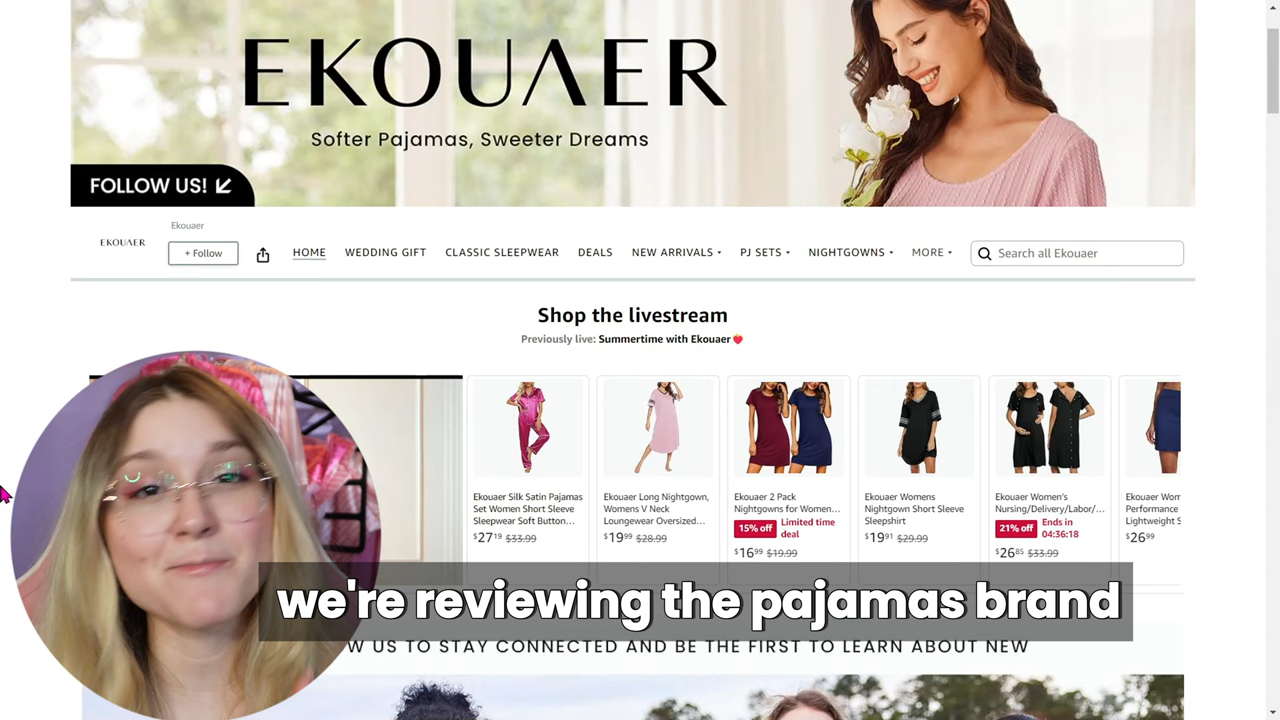 EKOUAER
Softer Pajamas, Sweeter Dreams
FOLLOW US!
Ekouaer
EKOUAER
+ Follow
HOME
WEDDING GIFT
CLASSIC SLEEPWEAR
DEALS
NEW ARRIVALS
PJ SETS
NIGHTGOWNS
MORE
Search all Ekouaer
Shop the livestream
Previously live: Summertime with Ekouaer
Ekouaer Silk Satin Pajamas
Set Women Short Sleeve
Sleepwear Soft Button...
$27 19 $33.99
Ekouaer Long Nightgown,
Womens V Neck
Loungewear Oversized...
$19 99 $28.99
Ekouaer 2 Pack
Nightgowns for Women...
15% off Limited time
deal
$16 99 $19.99
Ekouaer Womens
Nightgown Short Sleeve
Sleepshirt
$19 91 $29.99
Ekouaer Women's
Nursing/Delivery/Labor/...
21% off Ends in
04:36:18
$26 85 $33.99
Ekouaer Wom
Performance
Lightweight S
$26 99
we're reviewing the pajamas brand
US TO STAY CONNECTED AND BE THE FIRST TO LEARN ABOUT NEW